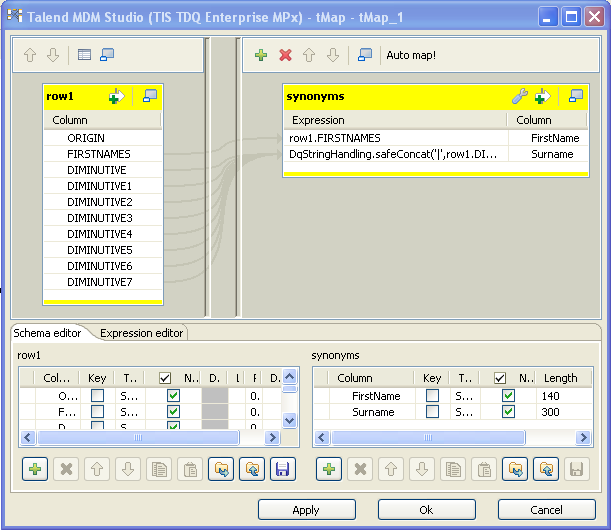 Talend MDM Studio (TIS TDQ Enterprise MPx) - tMap - tMap_1
Auto map!
row1
Column
ORIGIN
FIRSTNAMES
DIMINUTIVE
DIMINUTIVE1
DIMINUTIVE2
DIMINUTIVE3
DIMINUTIVE4
DIMINUTIVE5
DIMINUTIVE6
DIMINUTIVE7
synonyms
Expression Column
row1.FIRSTNAMES FirstName
DqStringHandling.safeConcat('|',row1.DI... Surname
Schema editor Expression editor
row1
Col... Key T... N.. D. L F D.
O... S... 0.
F... S... 0.
synonyms
Column Key T... N.. Length
FirstName S... 140
Surname S... 300
Apply Ok Cancel